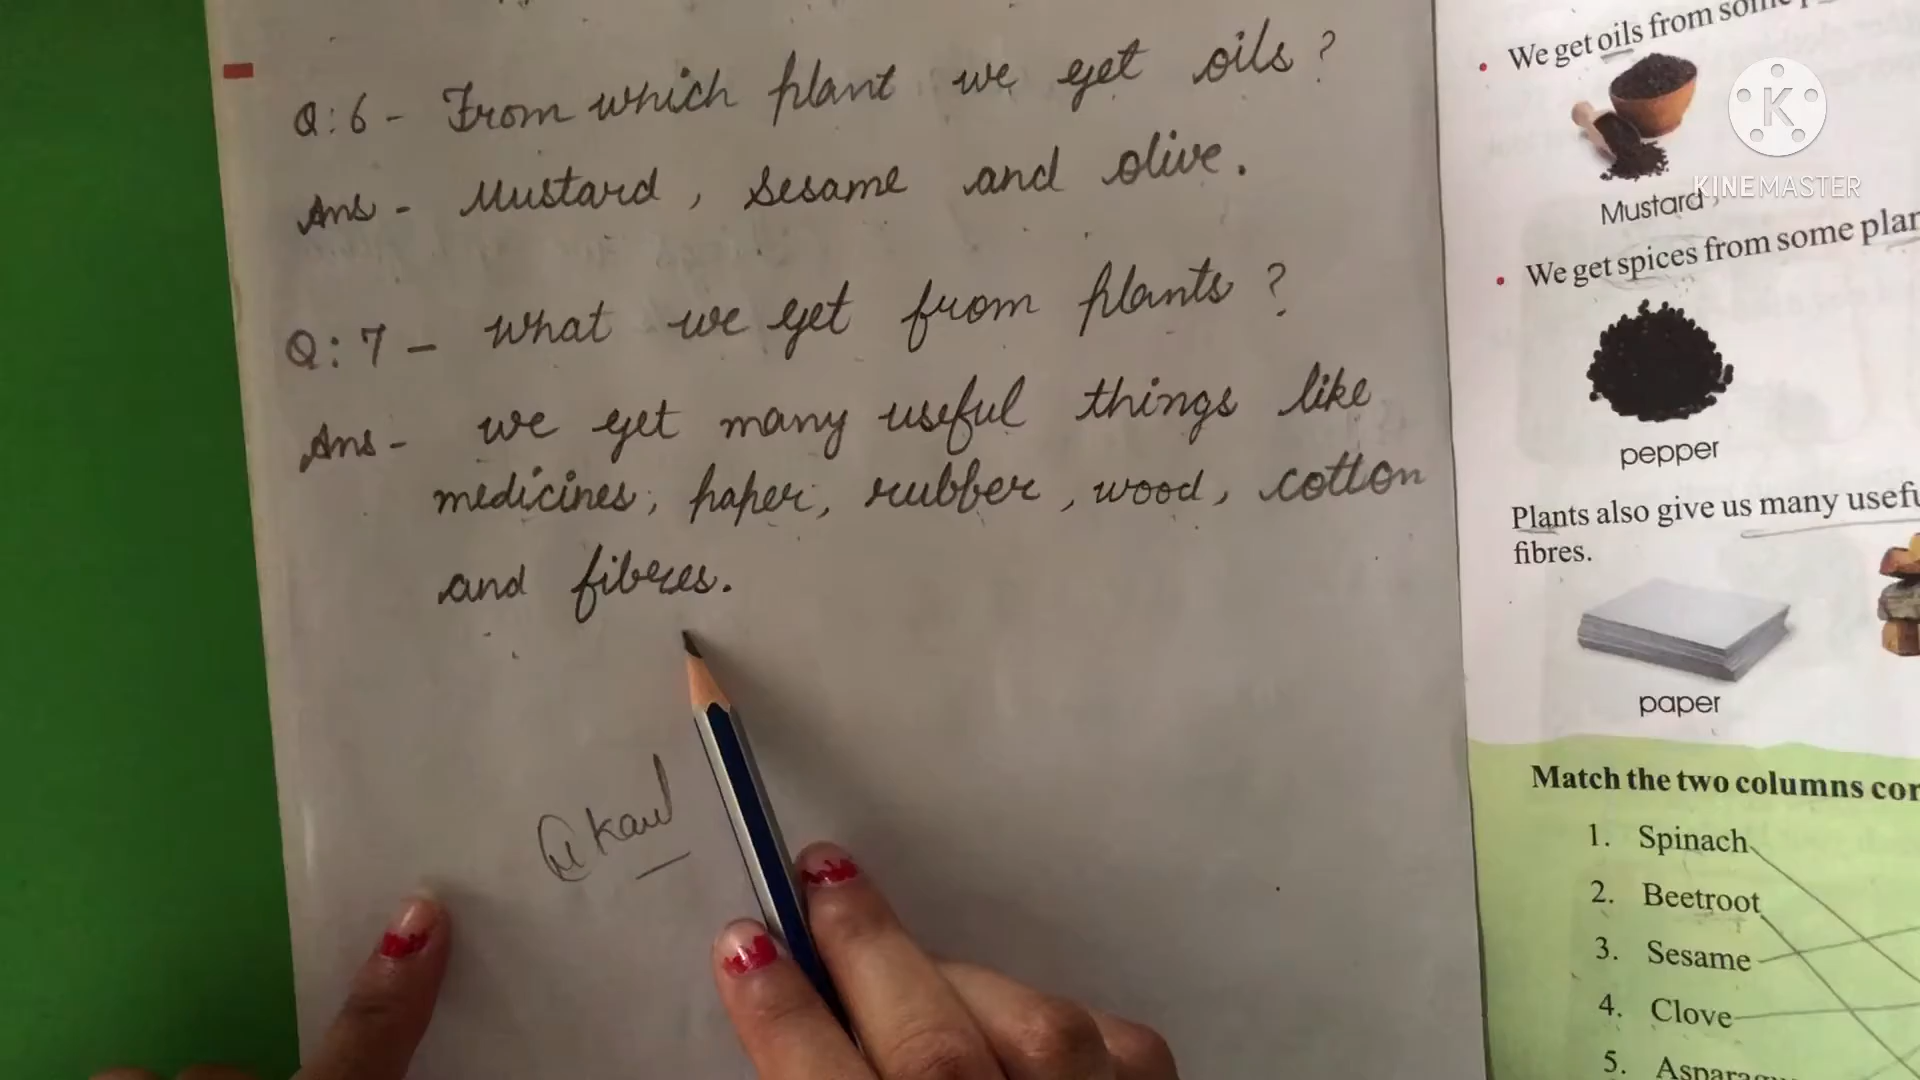 Q:6 - From which plant we get oils?
Ans - Mustard, Sesame and olive.
Q:7 - what we get from plants?
Ans - we get many useful things like
medicines, paper, rubber, wood, cotton
and fibres.
We get oils from some
KINEMASTER
Mustard
We get spices from some plan
pepper
Plants also give us many usefu
fibres.
paper
Match the two columns cor
1. Spinach
2. Beetroot
3. Sesame
4. Clove
5. Asparag